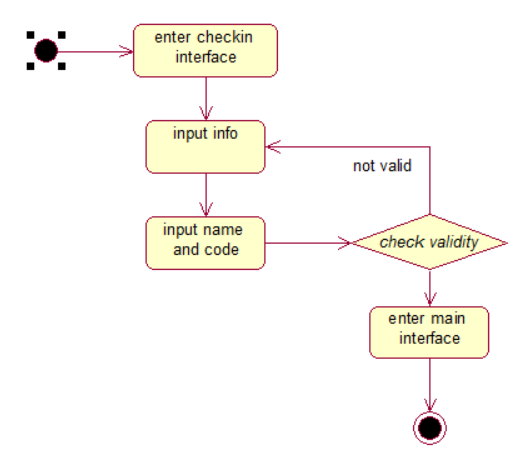 enter checkin
interface
input info
not valid
input name
and code
check validity
enter main
interface